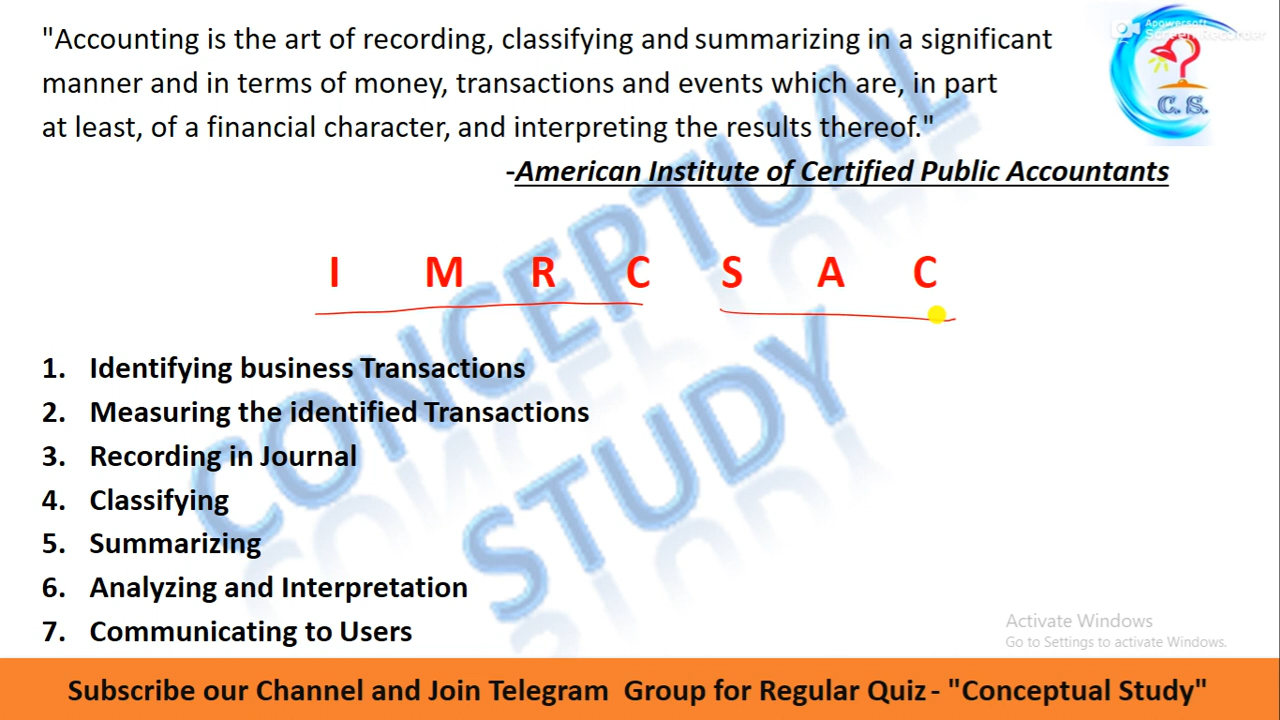 "Accounting is the art of recording, classifying and summarizing in a significant
manner and in terms of money, transactions and events which are, in part
at least, of a financial character, and interpreting the results thereof."
-American Institute of Certified Public Accountants
Apowersoft
Screen Recorder
C. S.
I M R C S A C
CONCEPTUAL
STUDY
1. Identifying business Transactions
2. Measuring the identified Transactions
3. Recording in Journal
4. Classifying
5. Summarizing
6. Analyzing and Interpretation
7. Communicating to Users
Activate Windows
Go to Settings to activate Windows.
Subscribe our Channel and Join Telegram Group for Regular Quiz - "Conceptual Study"